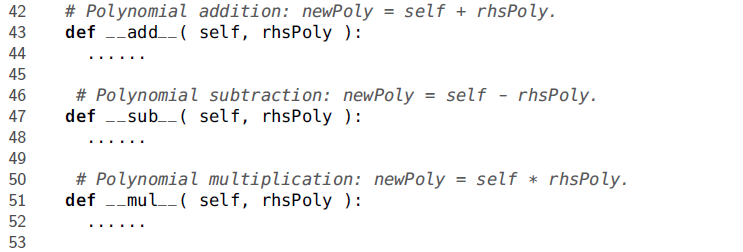 42 # Polynomial addition: newPoly = self + rhsPoly.
43 def __add__( self, rhsPoly ):
44 ......
45
46 # Polynomial subtraction: newPoly = self - rhsPoly.
47 def __sub__( self, rhsPoly ):
48 ......
49
50 # Polynomial multiplication: newPoly = self * rhsPoly.
51 def __mul__( self, rhsPoly ):
52 ......
53